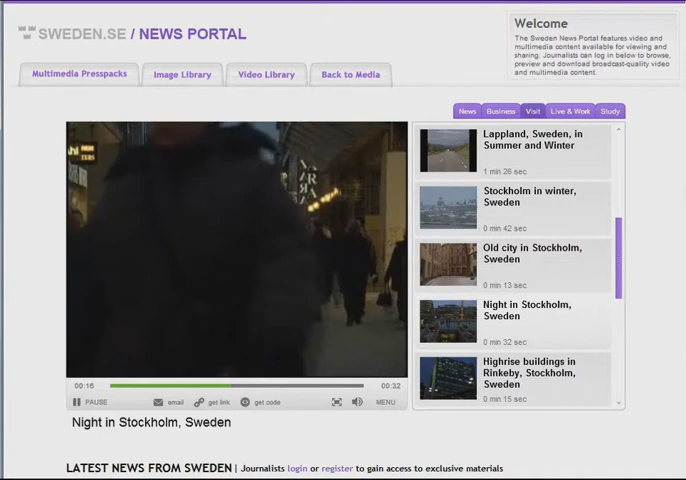 SWEDEN.SE / NEWS PORTAL
Welcome
The Sweden News Portal features video and
multimedia content available for viewing and
sharing. Journalists can log in below to browse,
preview and download broadcast-quality video
and multimedia content.
Multimedia Presspacks
Image Library
Video Library
Back to Media
News
Business
Visit
Live & Work
Study
Lappland, Sweden, in
Summer and Winter
1 min 26 sec
Stockholm in winter,
Sweden
0 min 42 sec
Old city in Stockholm,
Sweden
0 min 13 sec
Night in Stockholm,
Sweden
0 min 32 sec
Highrise buildings in
Rinkeby, Stockholm,
Sweden
0 min 15 sec
00:16
00:32
PAUSE
email
get link
get code
MENU
Night in Stockholm, Sweden
LATEST NEWS FROM SWEDEN | Journalists login or register to gain access to exclusive materials